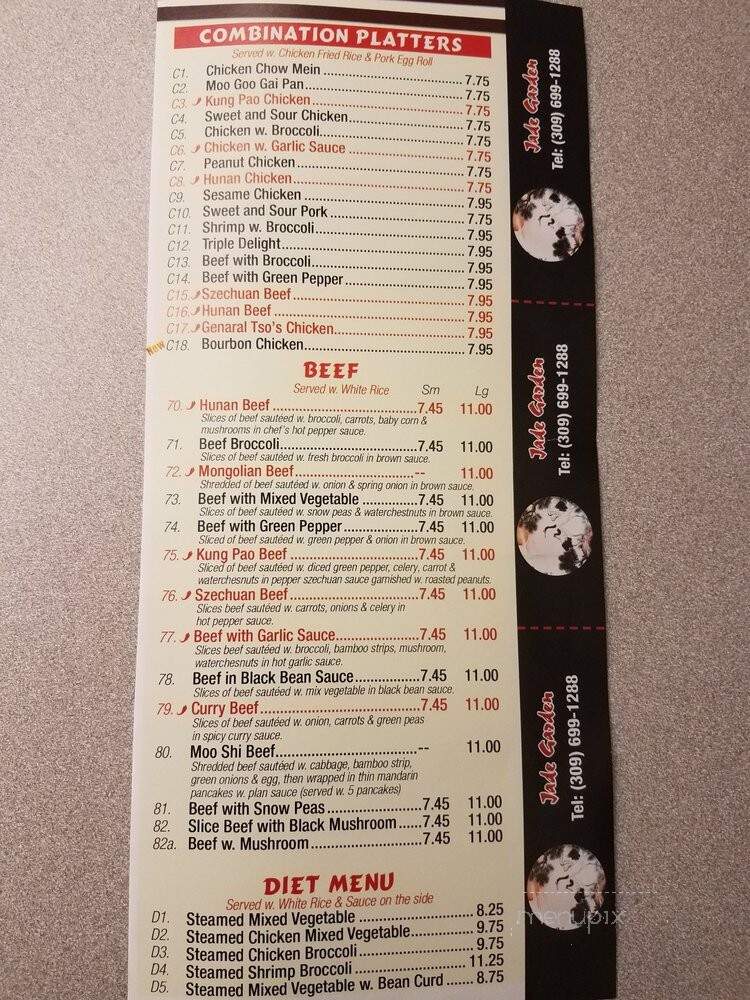 COMBINATION PLATTERS
Served w. Chicken Fried Rice & Pork Egg Roll
C1. Chicken Chow Mein 7.75
C2. Moo Goo Gai Pan 7.75
C3. Kung Pao Chicken 7.75
C4. Sweet and Sour Chicken 7.75
C5. Chicken w. Broccoli 7.75
C6. Chicken w. Garlic Sauce 7.75
C7. Peanut Chicken 7.75
C8. Hunan Chicken 7.75
C9. Sesame Chicken 7.95
C10. Sweet and Sour Pork 7.75
C11. Shrimp w. Broccoli 7.95
C12. Triple Delight 7.95
C13. Beef with Broccoli 7.95
C14. Beef with Green Pepper 7.95
C15. Szechuan Beef 7.95
C16. Hunan Beef 7.95
C17. Genaral Tso's Chicken 7.95
New C18. Bourbon Chicken 7.95
BEEF
Served w. White Rice Sm Lg
70. Hunan Beef 7.45 11.00
Slices of beef sautéed w. broccoli, carrots, baby corn &
mushrooms in chef's hot pepper sauce.
71. Beef Broccoli 7.45 11.00
Slices of beef sautéed w. fresh broccoli in brown sauce.
72. Mongolian Beef -- 11.00
Shredded of beef sautéed w. onion & spring onion in brown sauce.
73. Beef with Mixed Vegetable 7.45 11.00
Slices of beef sautéed w. snow peas & waterchestnuts in brown sauce.
74. Beef with Green Pepper 7.45 11.00
Sliced of beef sautéed w. green pepper & onion in brown sauce.
75. Kung Pao Beef 7.45 11.00
Sliced of beef sautéed w. diced green pepper, celery, carrot &
waterchesnuts in pepper szechuan sauce garnished w. roasted peanuts.
76. Szechuan Beef 7.45 11.00
Slices beef sautéed w. carrots, onions & celery in
hot pepper sauce.
77. Beef with Garlic Sauce 7.45 11.00
Slices beef sautéed w. broccoli, bamboo strips, mushroom,
waterchesnuts in hot garlic sauce.
78. Beef in Black Bean Sauce 7.45 11.00
Slices of beef sautéed w. mix vegetable in black bean sauce.
79. Curry Beef 7.45 11.00
Slices of beef sautéed w. onion, carrots & green peas
in spicy curry sauce.
80. Moo Shi Beef -- 11.00
Shredded beef sautéed w. cabbage, bamboo strip,
green onions & egg, then wrapped in thin mandarin
pancakes w. plan sauce (served w. 5 pancakes)
81. Beef with Snow Peas 7.45 11.00
82. Slice Beef with Black Mushroom 7.45 11.00
82a. Beef w. Mushroom 7.45 11.00
DIET MENU
Served w. White Rice & Sauce on the side
D1. Steamed Mixed Vegetable 8.25
D2. Steamed Chicken Mixed Vegetable 9.75
D3. Steamed Chicken Broccoli 9.75
D4. Steamed Shrimp Broccoli 11.25
D5. Steamed Mixed Vegetable w. Bean Curd 8.75
Jade Garden
Tel: (309) 699-1288
Jade Garden
Tel: (309) 699-1288
Jade Garden
Tel: (309) 699-1288
menupix